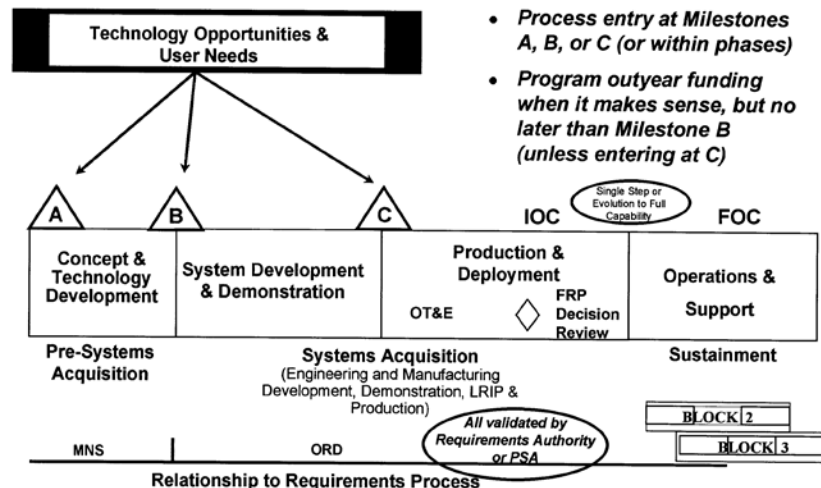 Technology Opportunities &
User Needs
• Process entry at Milestones
A, B, or C (or within phases)
• Program outyear funding
when it makes sense, but no
later than Milestone B
(unless entering at C)
A
B
C
IOC
Single Step or
Evolution to Full
Capability
FOC
Concept &
Technology
Development
System Development
& Demonstration
Production &
Deployment
OT&E
FRP
Decision
Review
Operations &
Support
Pre-Systems
Acquisition
Systems Acquisition
(Engineering and Manufacturing
Development, Demonstration, LRIP &
Production)
Sustainment
BLOCK 2
BLOCK 3
All validated by
Requirements Authority
or PSA
MNS
ORD
Relationship to Requirements Process